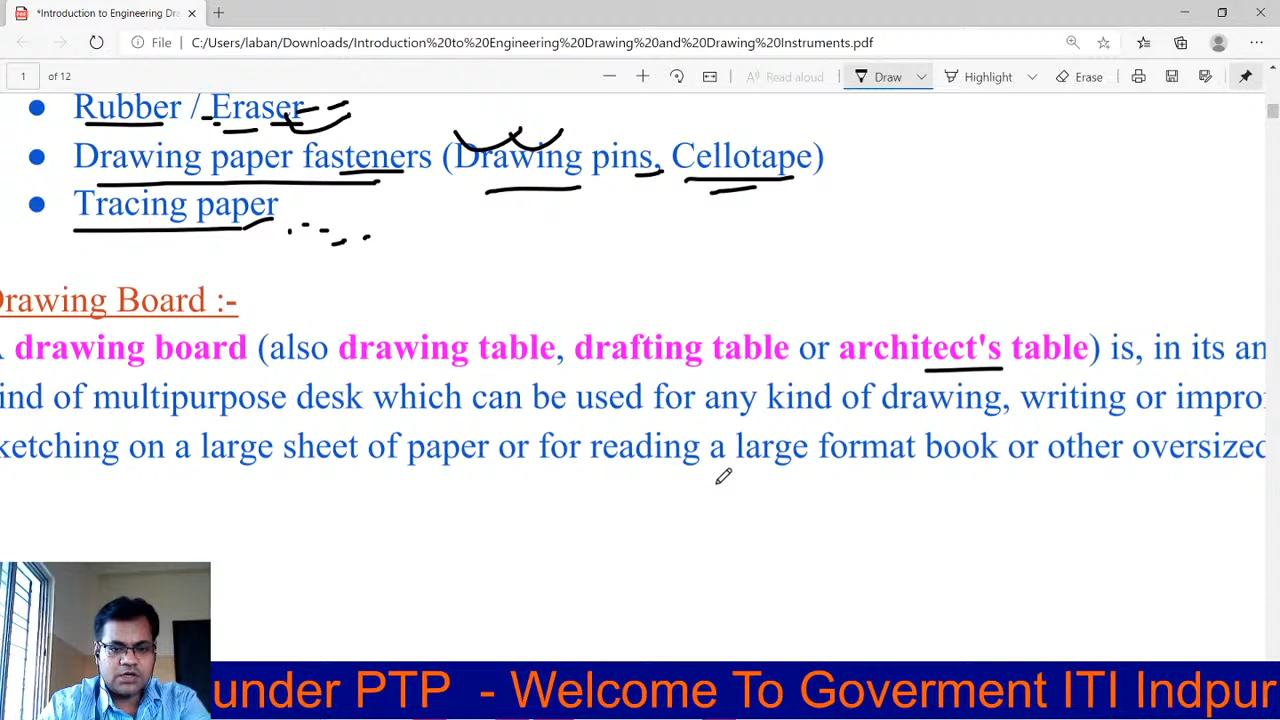 *Introduction to Engineering Dra
File C:/Users/laban/Downloads/Introduction%20to%20Engineering%20Drawing%20and%20Drawing%20Instruments.pdf
1 of 12 Read aloud Draw Highlight Erase
● Rubber / Eraser
● Drawing paper fasteners (Drawing pins, Cellotape)
● Tracing paper
Drawing Board :-
drawing board (also drawing table, drafting table or architect's table) is, in its an
ind of multipurpose desk which can be used for any kind of drawing, writing or impro
ketching on a large sheet of paper or for reading a large format book or other oversized
under PTP - Welcome To Goverment ITI Indpur